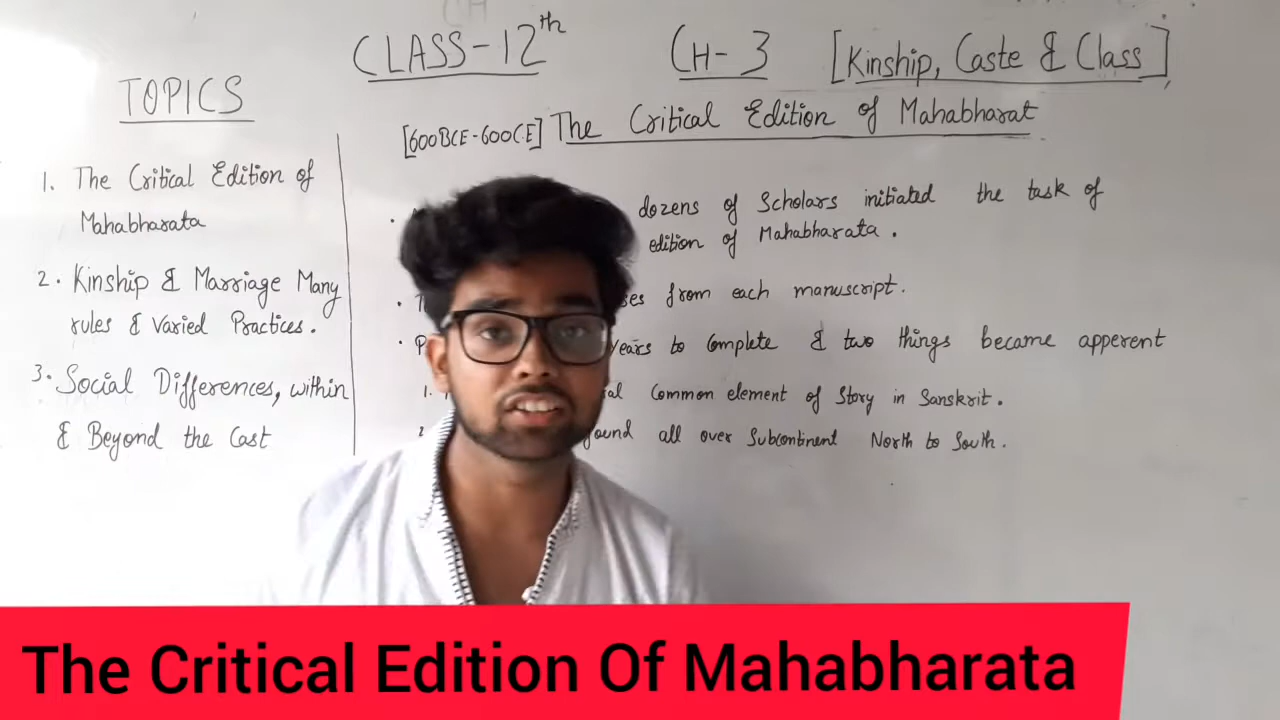 CLASS-12th CH-3 [Kinship, Caste & Class]
TOPICS
1. The Critical Edition of
Mahabharata
2. Kinship & Marriage Many
rules & Varied Practices.
3. Social Differences, within
& Beyond the Cast
[600BCE-600CE] The Critical Edition of Mahabharat
dozens of Scholars initiated the task of
edition of Mahabharata.
from each manuscript.
to Complete & two things became apperent
1. Common element of Story in Sanskrit.
found all over Subcontinent North to South.
The Critical Edition Of Mahabharata